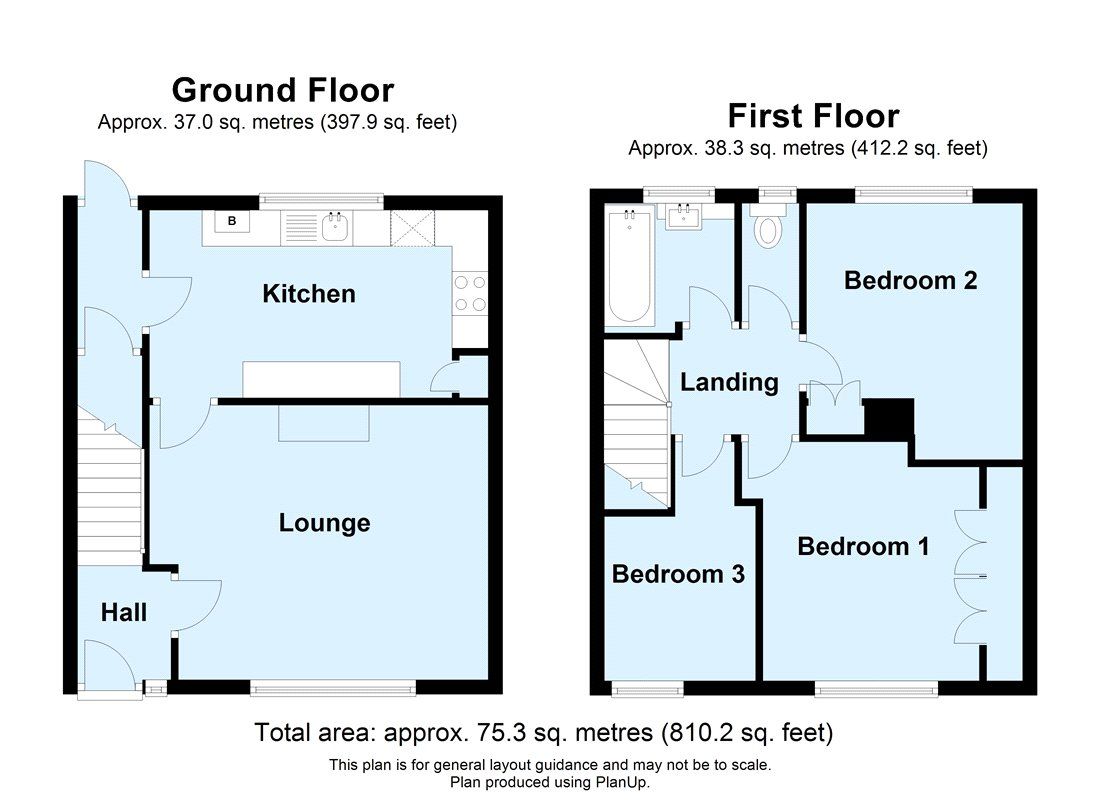 Ground Floor
Approx. 37.0 sq. metres (397.9 sq. feet)
B
Kitchen
Lounge
Hall
First Floor
Approx. 38.3 sq. metres (412.2 sq. feet)
Bedroom 2
Landing
Bedroom 1
Bedroom 3
Total area: approx. 75.3 sq. metres (810.2 sq. feet)
This plan is for general layout guidance and may not be to scale.
Plan produced using PlanUp.